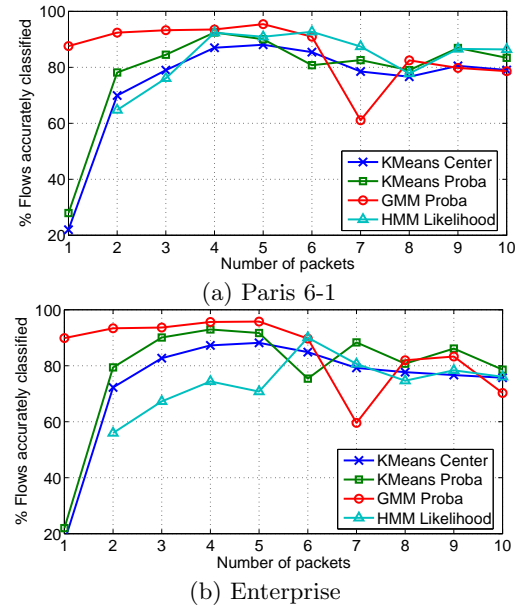 100
80
60
40
20
% Flows accurately classified
KMeans Center
KMeans Proba
GMM Proba
HMM Likelihood
1 2 3 4 5 6 7 8 9 10
Number of packets
(a) Paris 6-1
100
80
60
40
20
% Flows accurately classified
KMeans Center
KMeans Proba
GMM Proba
HMM Likelihood
1 2 3 4 5 6 7 8 9 10
Number of packets
(b) Enterprise